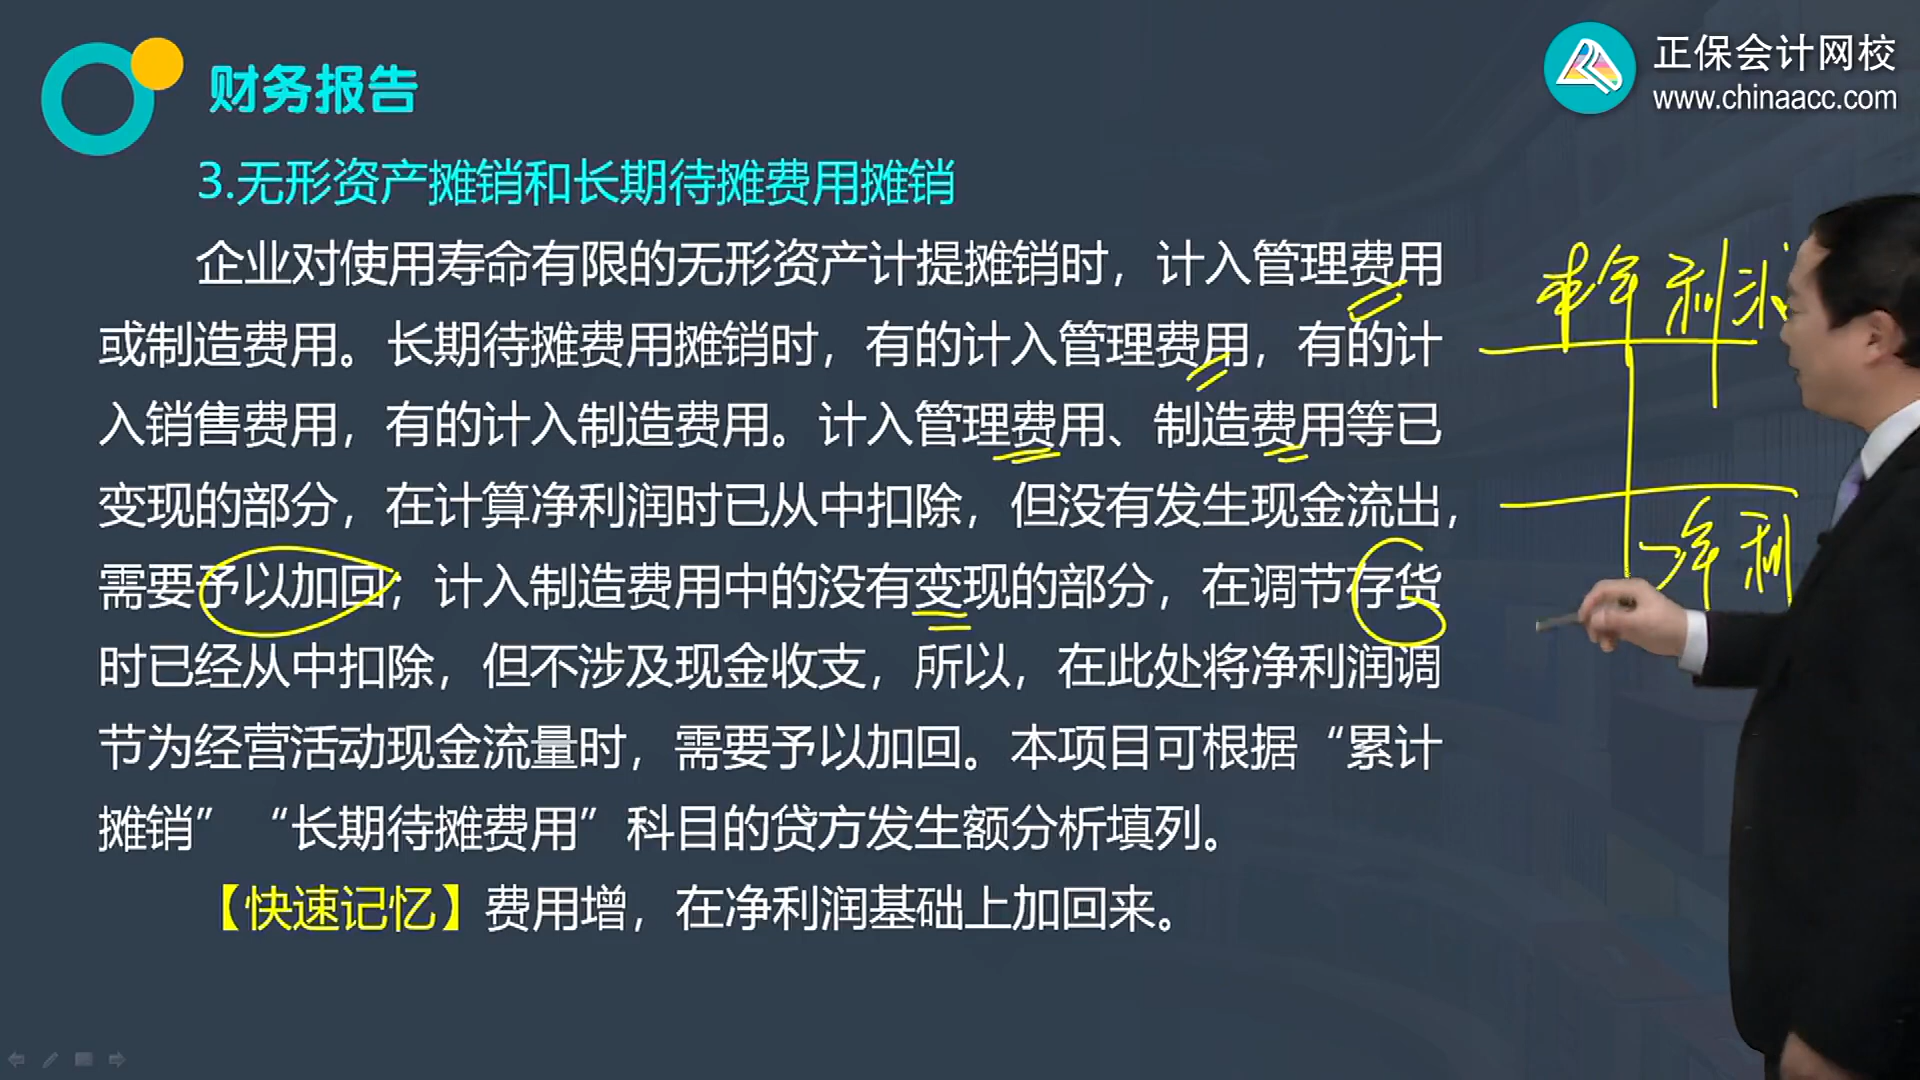 财务报告
正保会计网校
www.chinaacc.com
3.无形资产摊销和长期待摊费用摊销
企业对使用寿命有限的无形资产计提摊销时，计入管理费用
或制造费用。长期待摊费用摊销时，有的计入管理费用，有的计
入销售费用，有的计入制造费用。计入管理费用、制造费用等已
变现的部分，在计算净利润时已从中扣除，但没有发生现金流出，
需要予以加回；计入制造费用中的没有变现的部分，在调节存货
时已经从中扣除，但不涉及现金收支，所以，在此处将净利润调
节为经营活动现金流量时，需要予以加回。本项目可根据“累计
摊销”“长期待摊费用”科目的贷方发生额分析填列。
【快速记忆】费用增，在净利润基础上加回来。
本年利
净利